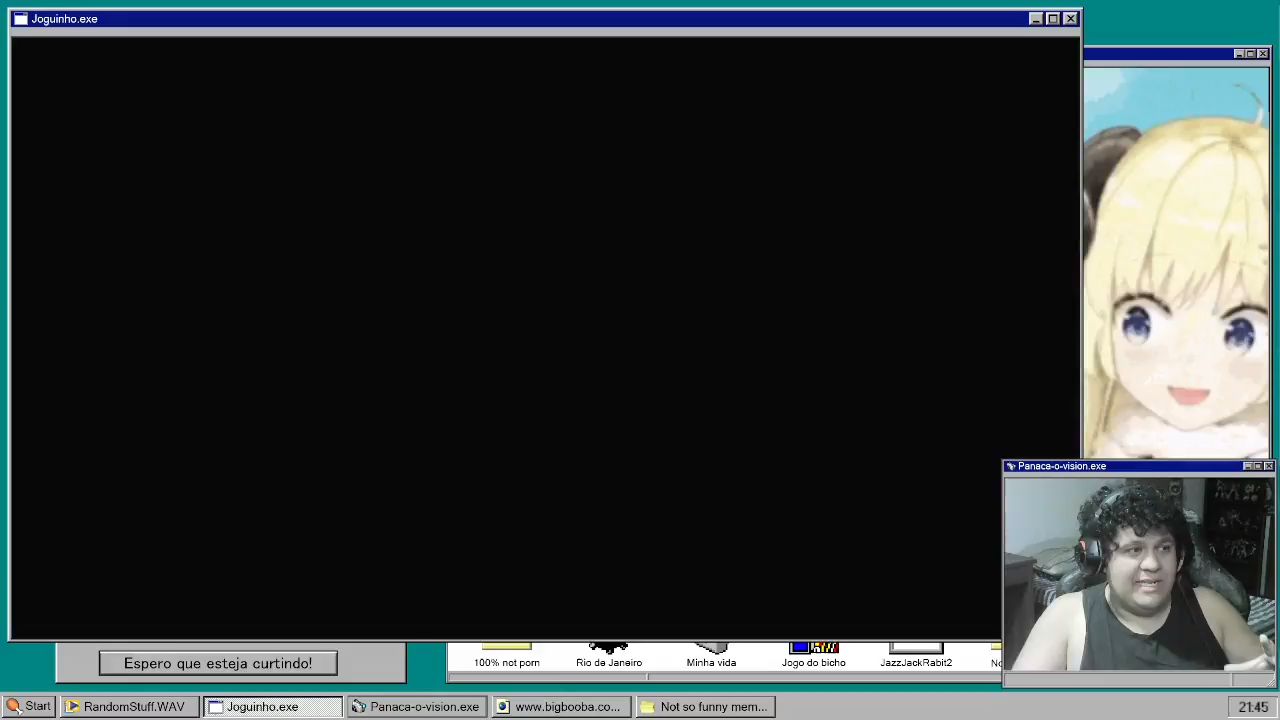 Joguinho.exe
Panaca-o-vision.exe
Espero que esteja curtindo!
100% not porn
Rio de Janeiro
Minha vida
Jogo do bicho
JazzJackRabbit2
Start
RandomStuff.WAV
Joguinho.exe
Panaca-o-vision.exe
www.bigbooba.co...
Not so funny mem...
21:45